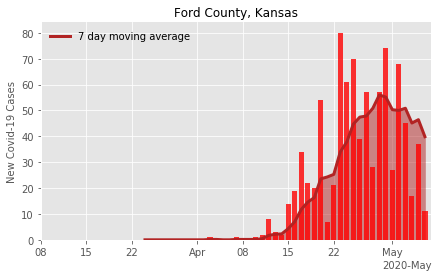 Ford County, Kansas
7 day moving average
New Covid-19 Cases
80
70
60
50
40
30
20
10
0
08 15 22 Apr 08 15 22 May
2020-May